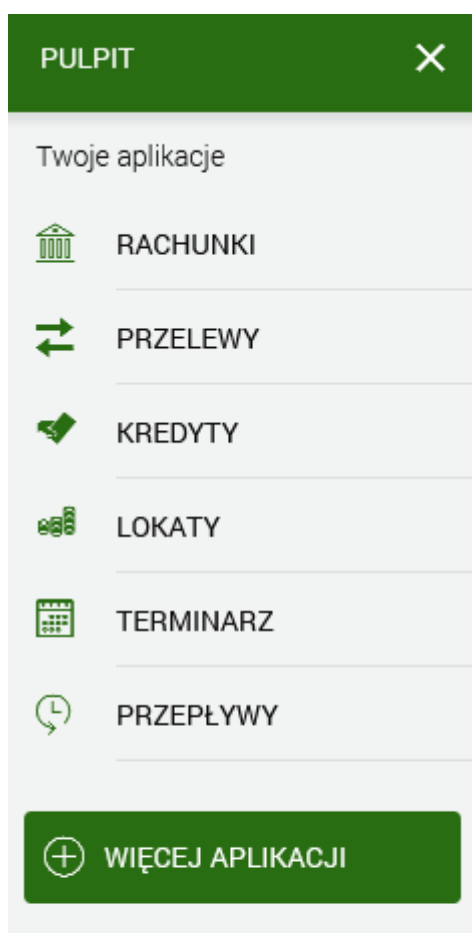 PULPIT
Twoje aplikacje
RACHUNKI
PRZELEWY
KREDYTY
LOKATY
TERMINARZ
PRZEPŁYWY
WIĘCEJ APLIKACJI